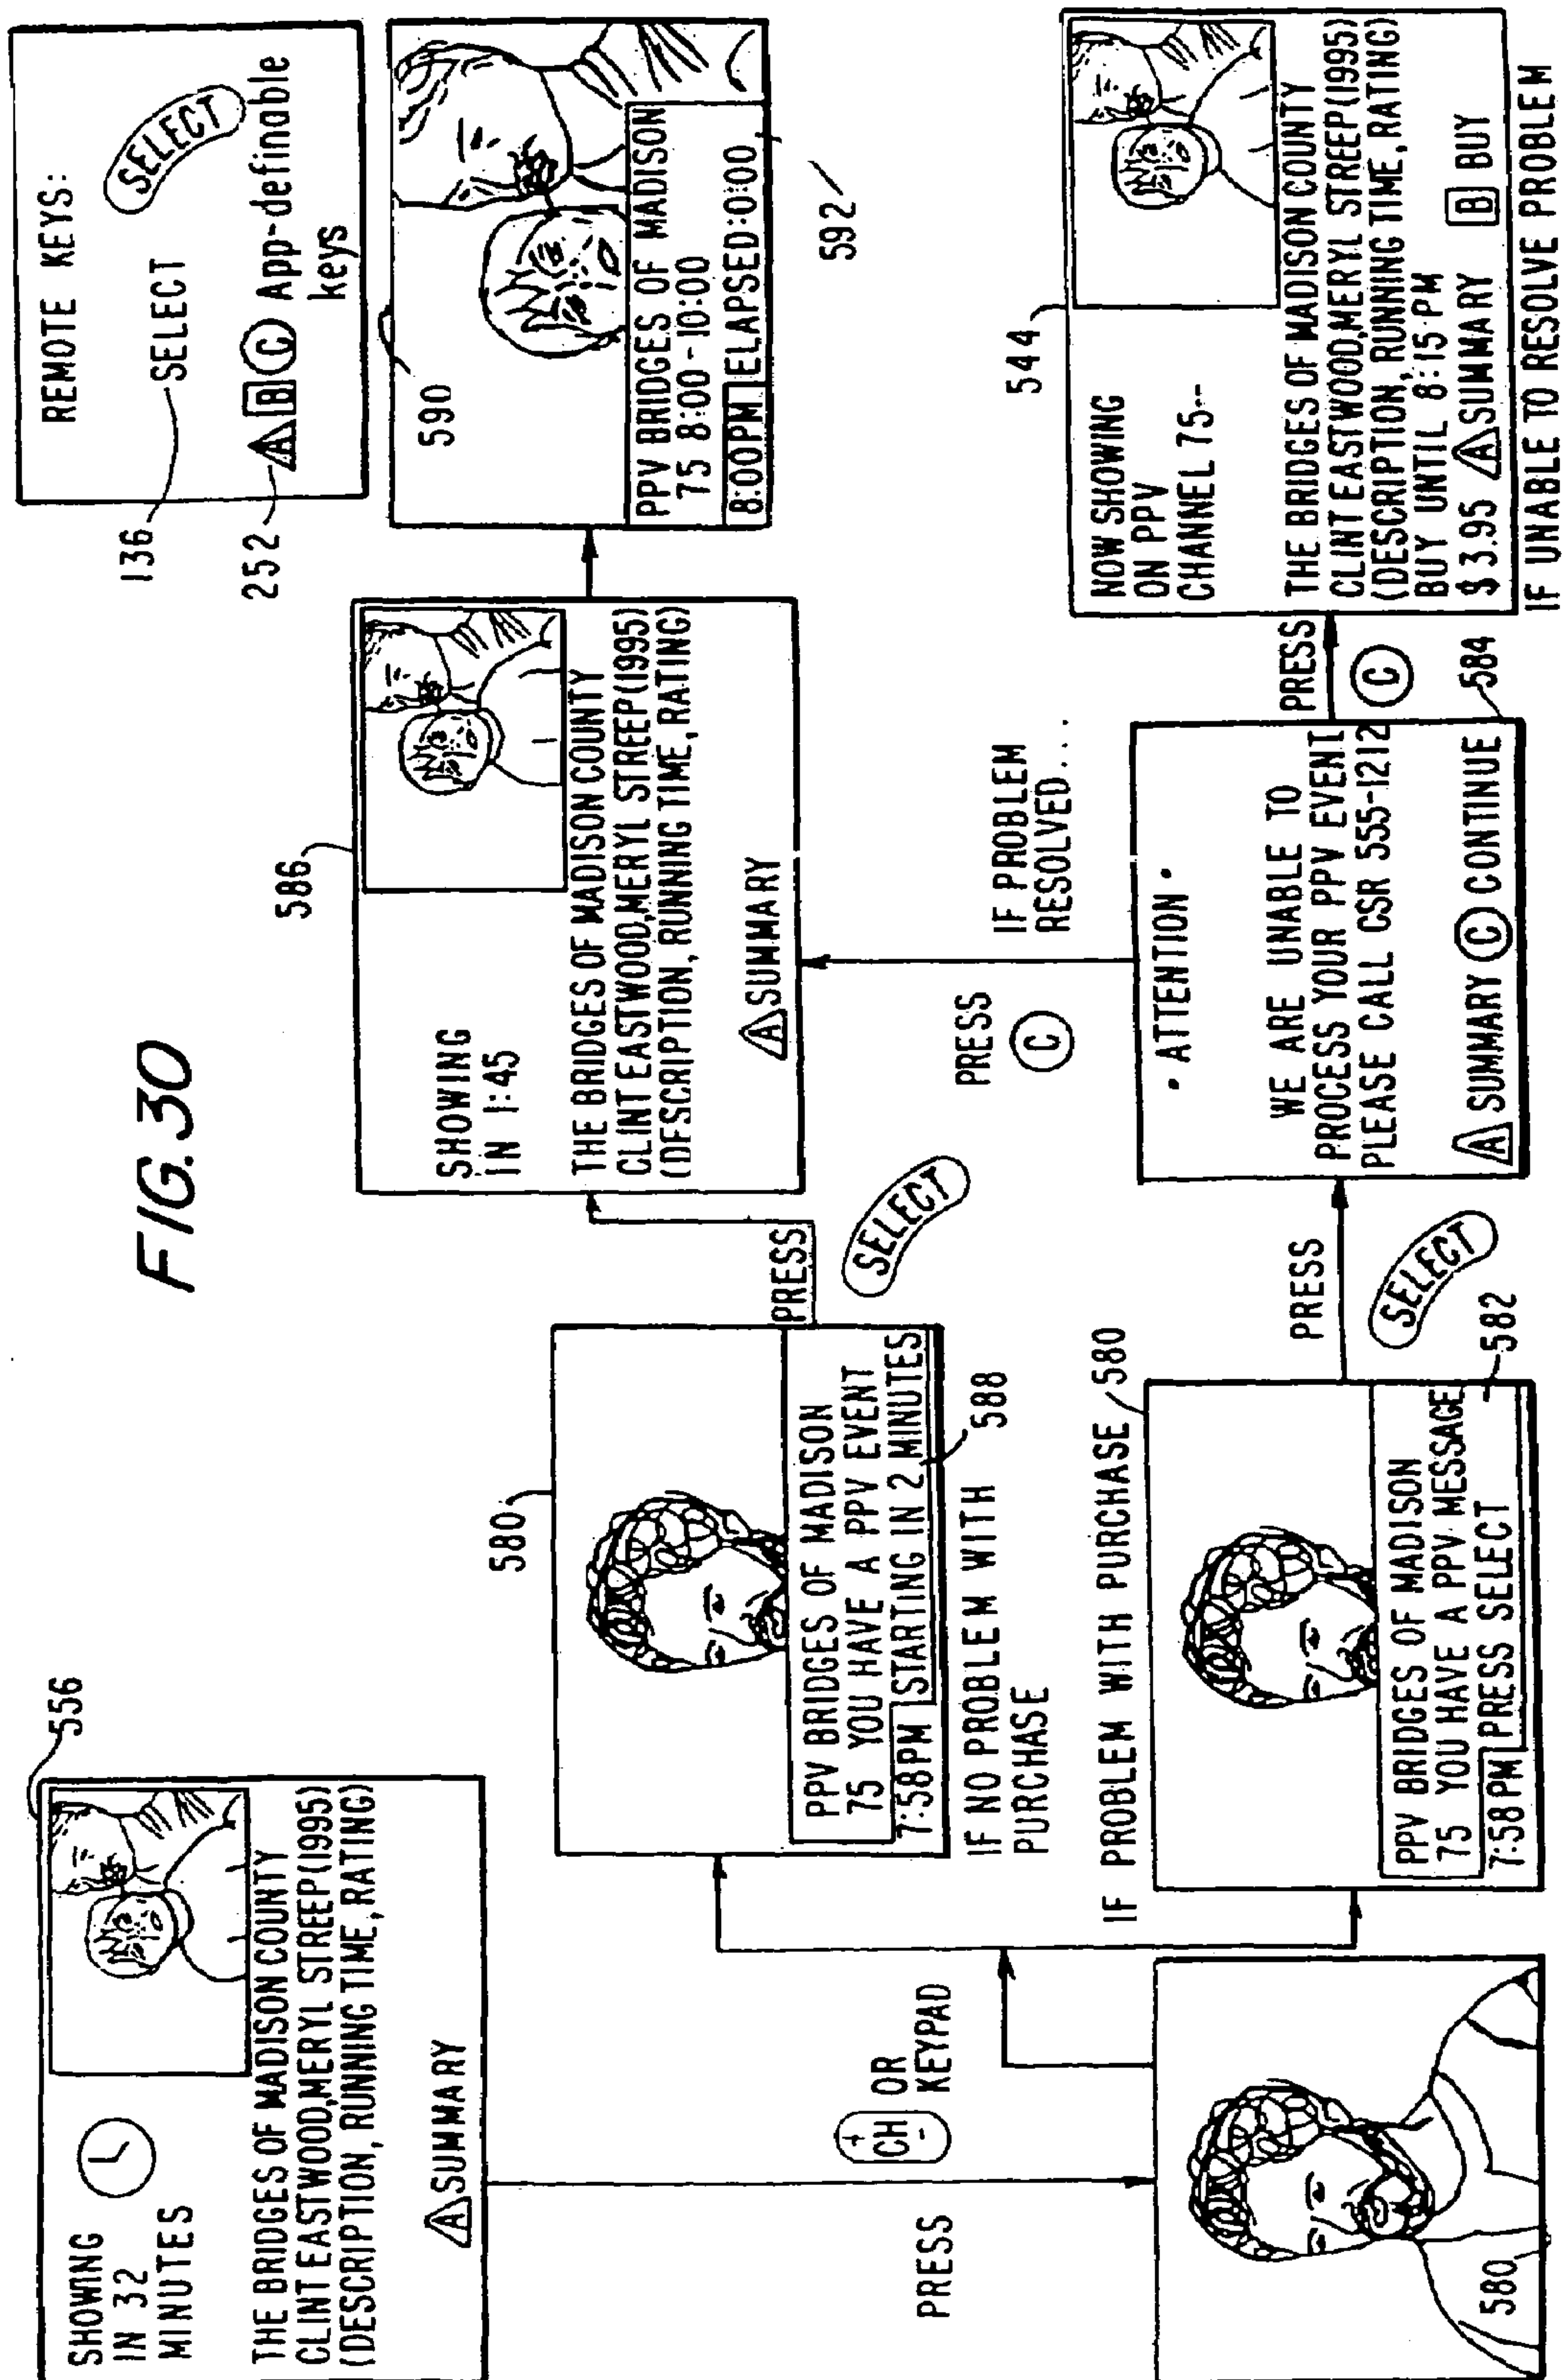 FIG.30
REMOTE KEYS:
136 SELECT
SELECT
252 A B C App-definable
keys
556
SHOWING
IN 32
MINUTES
THE BRIDGES OF MADISON COUNTY
CLINT EASTWOOD,MERYL STREEP(1995)
(DESCRIPTION, RUNNING TIME, RATING)
A SUMMARY
PRESS
+
CH
-
OR
KEYPAD
580
580
PPV BRIDGES OF MADISON
75 YOU HAVE A PPV EVENT
7:58PM STARTING IN 2 MINUTES
588
IF NO PROBLEM WITH
PURCHASE
PRESS
SELECT
586
SHOWING
IN 1:45
THE BRIDGES OF MADISON COUNTY
CLINT EASTWOOD,MERYL STREEP(1995)
(DESCRIPTION, RUNNING TIME, RATING)
A SUMMARY
590
PPV BRIDGES OF MADISON
75 8:00-10:00
8:00PM ELAPSED:0:00
592
IF PROBLEM WITH PURCHASE
580
PPV BRIDGES OF MADISON
75 YOU HAVE A PPV MESSAGE
7:58PM PRESS SELECT
582
PRESS
SELECT
PRESS
C
IF PROBLEM
RESOLVED...
• ATTENTION •
WE ARE UNABLE TO
PROCESS YOUR PPV EVENT
PLEASE CALL CSR 555-1212
A SUMMARY C CONTINUE
584
PRESS
C
544
NOW SHOWING
ON PPV
CHANNEL 75--
THE BRIDGES OF MADISON COUNTY
CLINT EASTWOOD,MERYL STREEP(1995)
(DESCRIPTION, RUNNING TIME, RATING)
BUY UNTIL 8:15 PM
$3.95 A SUMMARY B BUY
IF UNABLE TO RESOLVE PROBLEM